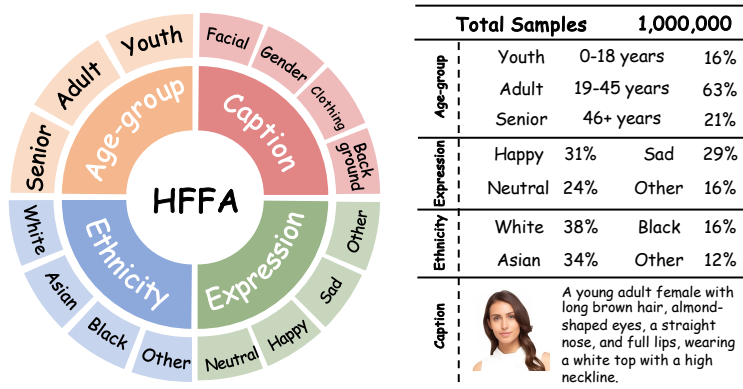 HFFA
Age-group
Senior
Adult
Youth
Caption
Facial
Gender
Clothing
Back
ground
Expression
Other
Sad
Happy
Neutral
Ethnicity
White
Asian
Black
Other
Total Samples 1,000,000
Age-group
Youth 0-18 years 16%
Adult 19-45 years 63%
Senior 46+ years 21%
Expression
Happy 31% Sad 29%
Neutral 24% Other 16%
Ethnicity
White 38% Black 16%
Asian 34% Other 12%
Caption
A young adult female with
long brown hair, almond-
shaped eyes, a straight
nose, and full lips, wearing
a white top with a high
neckline.